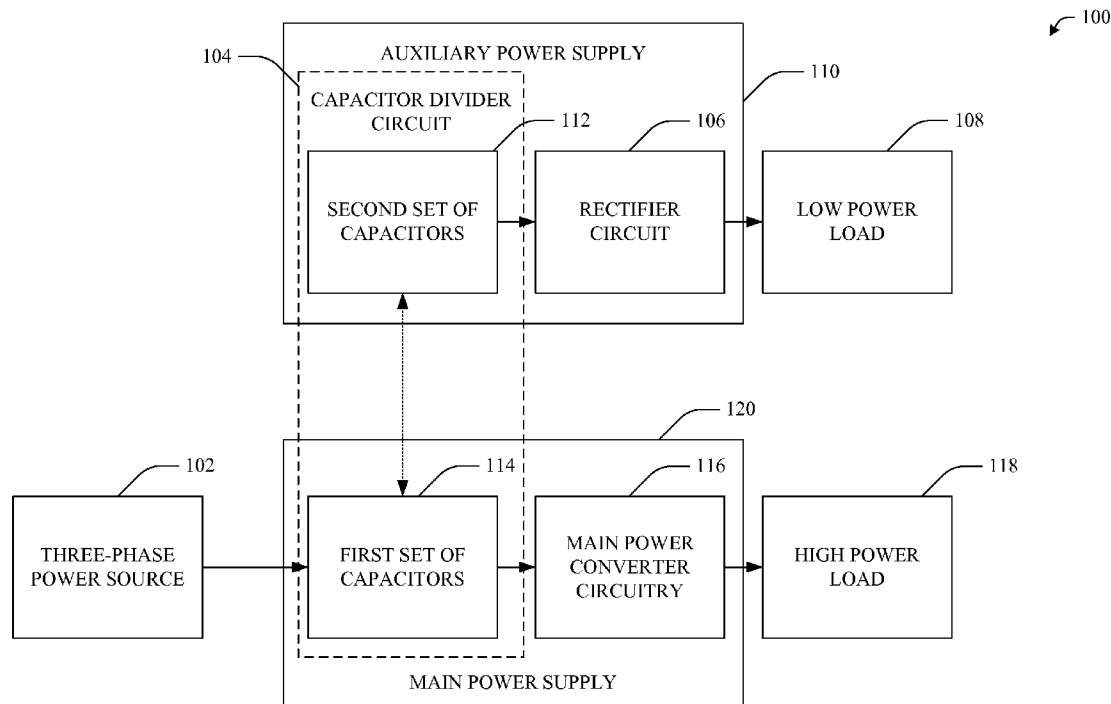 100
AUXILIARY POWER SUPPLY
104
110
CAPACITOR DIVIDER
CIRCUIT
112
106
108
SECOND SET OF
CAPACITORS
RECTIFIER
CIRCUIT
LOW POWER
LOAD
120
102
114
116
118
THREE-PHASE
POWER SOURCE
FIRST SET OF
CAPACITORS
MAIN POWER
CONVERTER
CIRCUITRY
HIGH POWER
LOAD
MAIN POWER SUPPLY